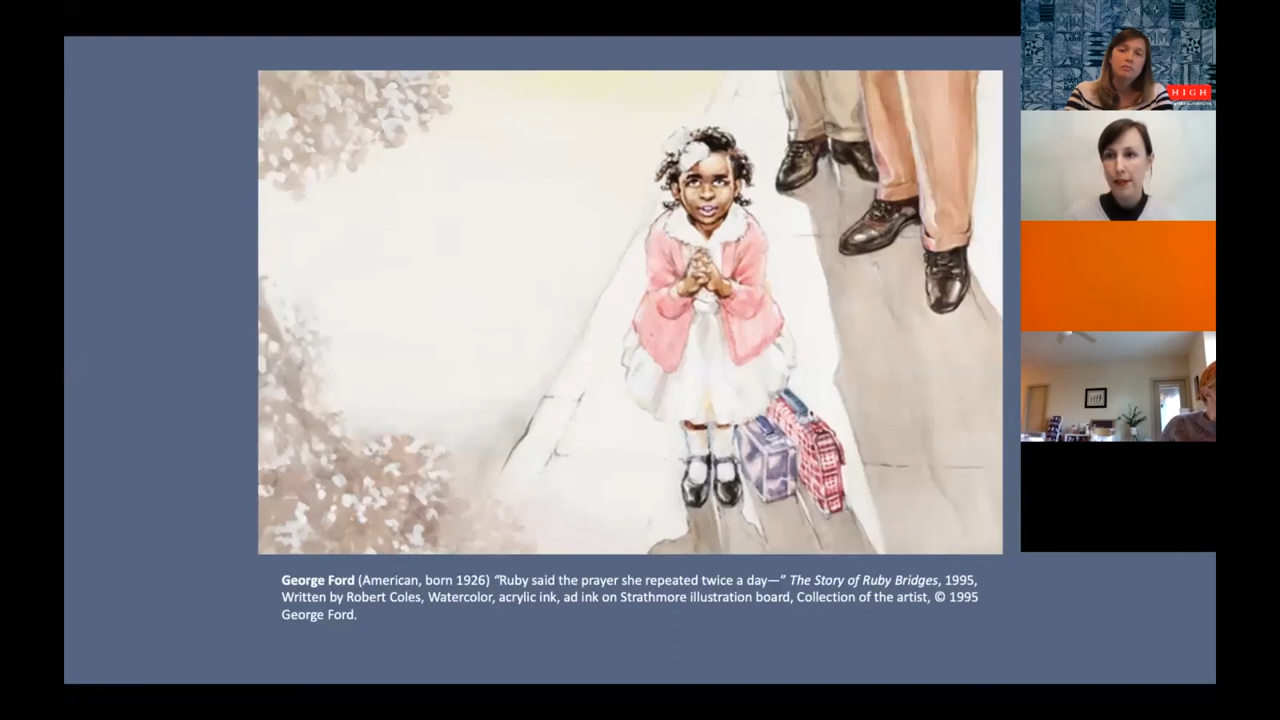 HIGH
George Ford (American, born 1926) “Ruby said the prayer she repeated twice a day—” The Story of Ruby Bridges, 1995,
Written by Robert Coles, Watercolor, acrylic ink, ad ink on Strathmore illustration board, Collection of the artist, © 1995
George Ford.